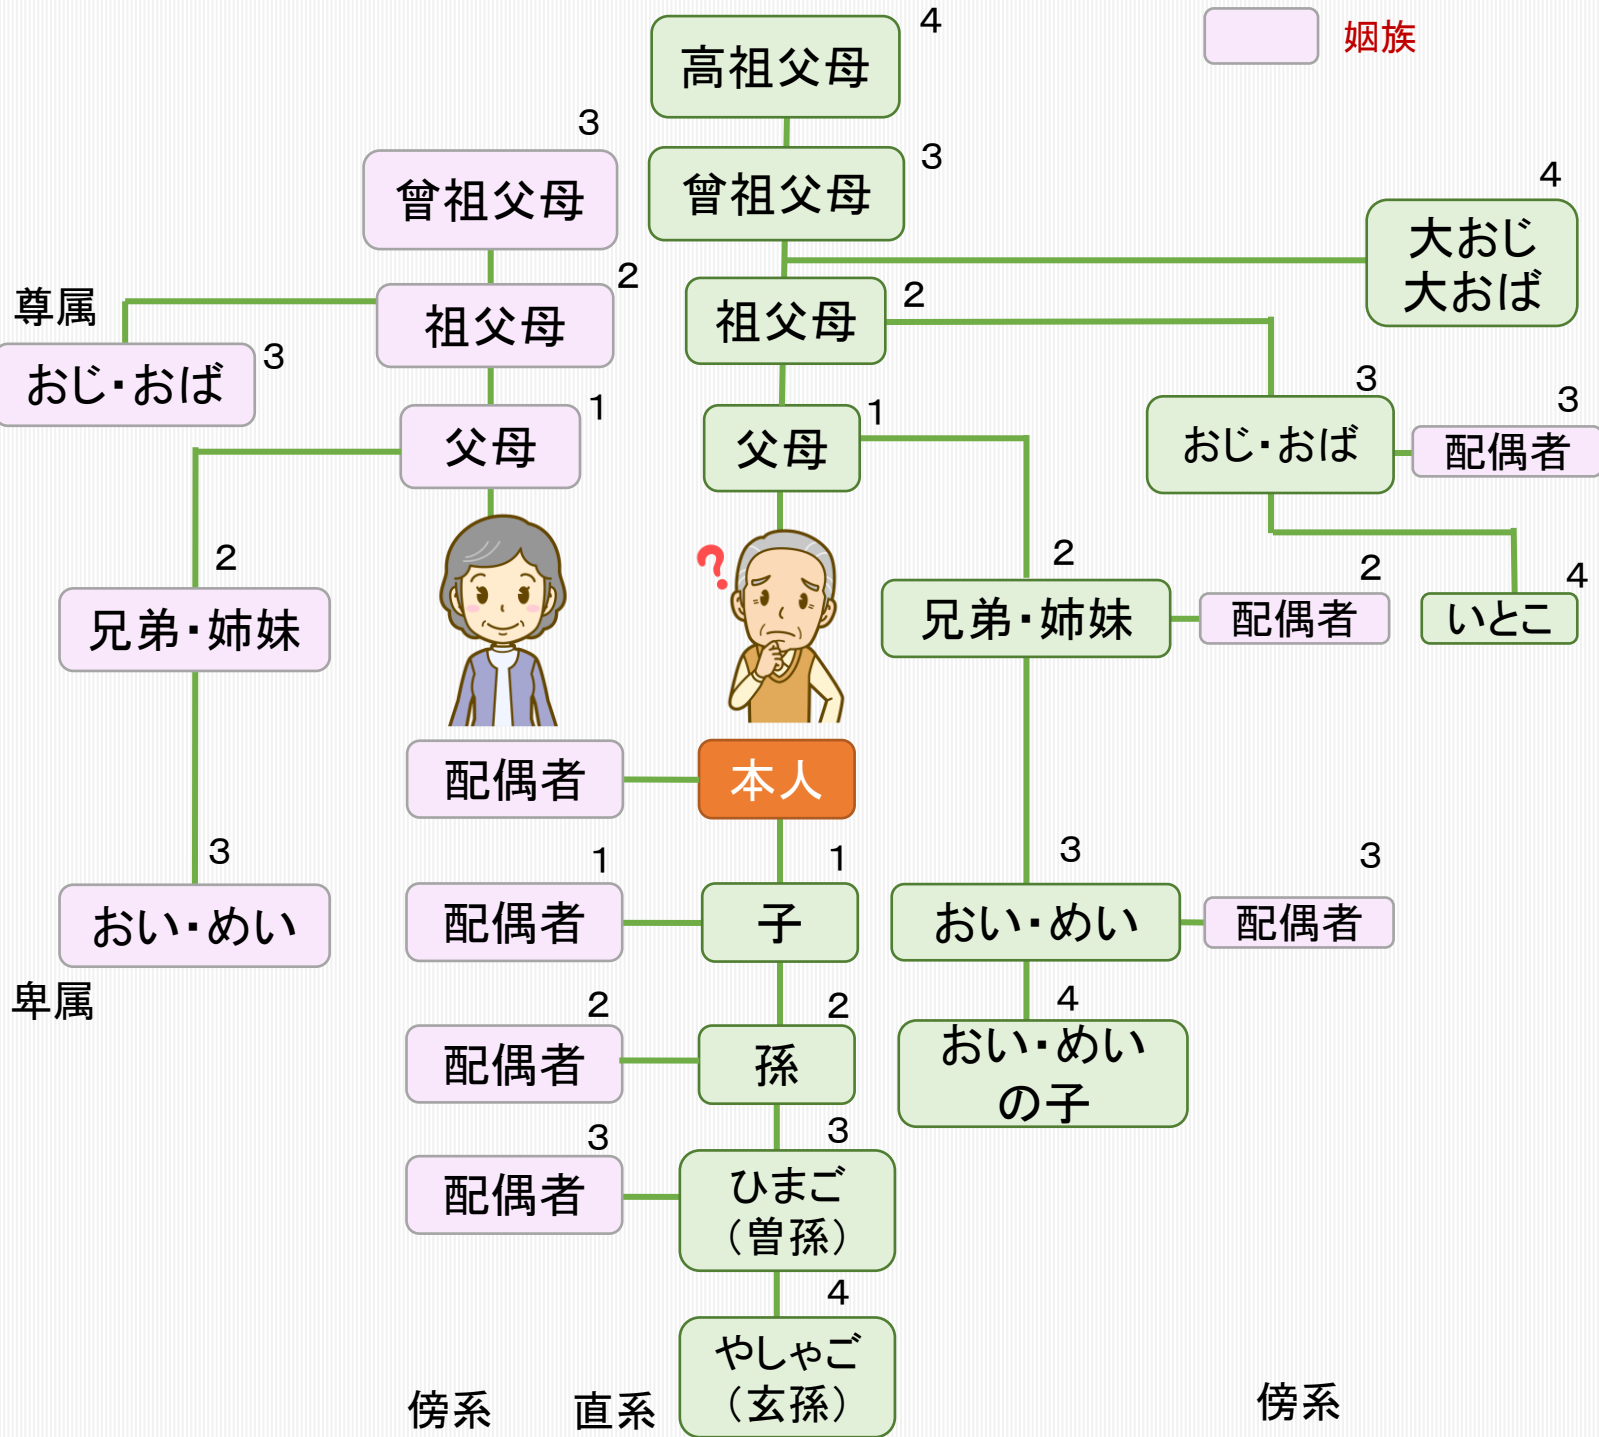 4
高祖父母
姻族
3
曾祖父母
3
曾祖父母
4
大おじ
大おば
尊属
2
祖父母
2
祖父母
3
おじ・おば
1
父母
1
父母
3
おじ・おば
3
配偶者
?
2
兄弟・姉妹
2
兄弟・姉妹
2
配偶者
4
いとこ
配偶者
本人
3
おい・めい
1
配偶者
1
子
3
おい・めい
3
配偶者
卑属
2
配偶者
2
孫
4
おい・めい
の子
3
配偶者
3
ひまご
（曽孫）
4
やしゃご
（玄孫）
傍系
直系
傍系